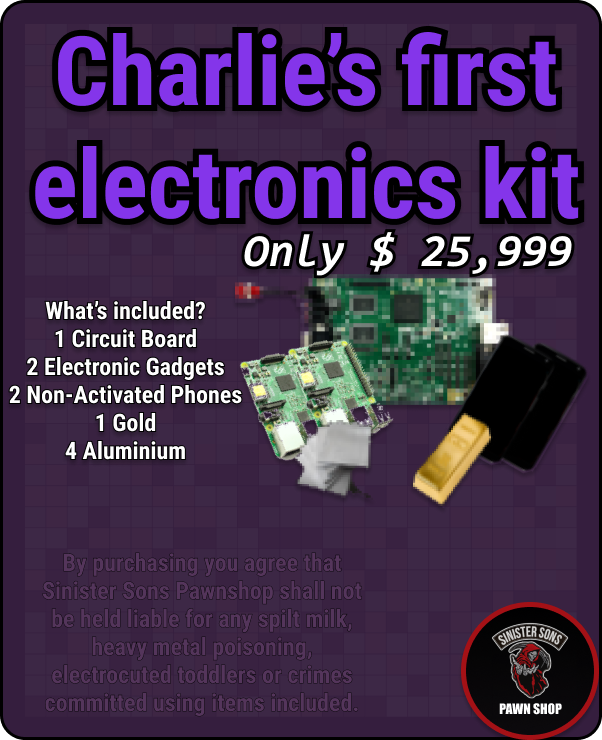 Charlie’s first
electronics kit
Only $ 25,999
What’s included?
1 Circuit Board
2 Electronic Gadgets
2 Non-Activated Phones
1 Gold
4 Aluminium
By purchasing you agree that
Sinister Sons Pawnshop shall not
be held liable for any spilt milk,
heavy metal poisoning,
electrocuted toddlers or crimes
committed using items included.
SINISTER SONS
PAWN SHOP